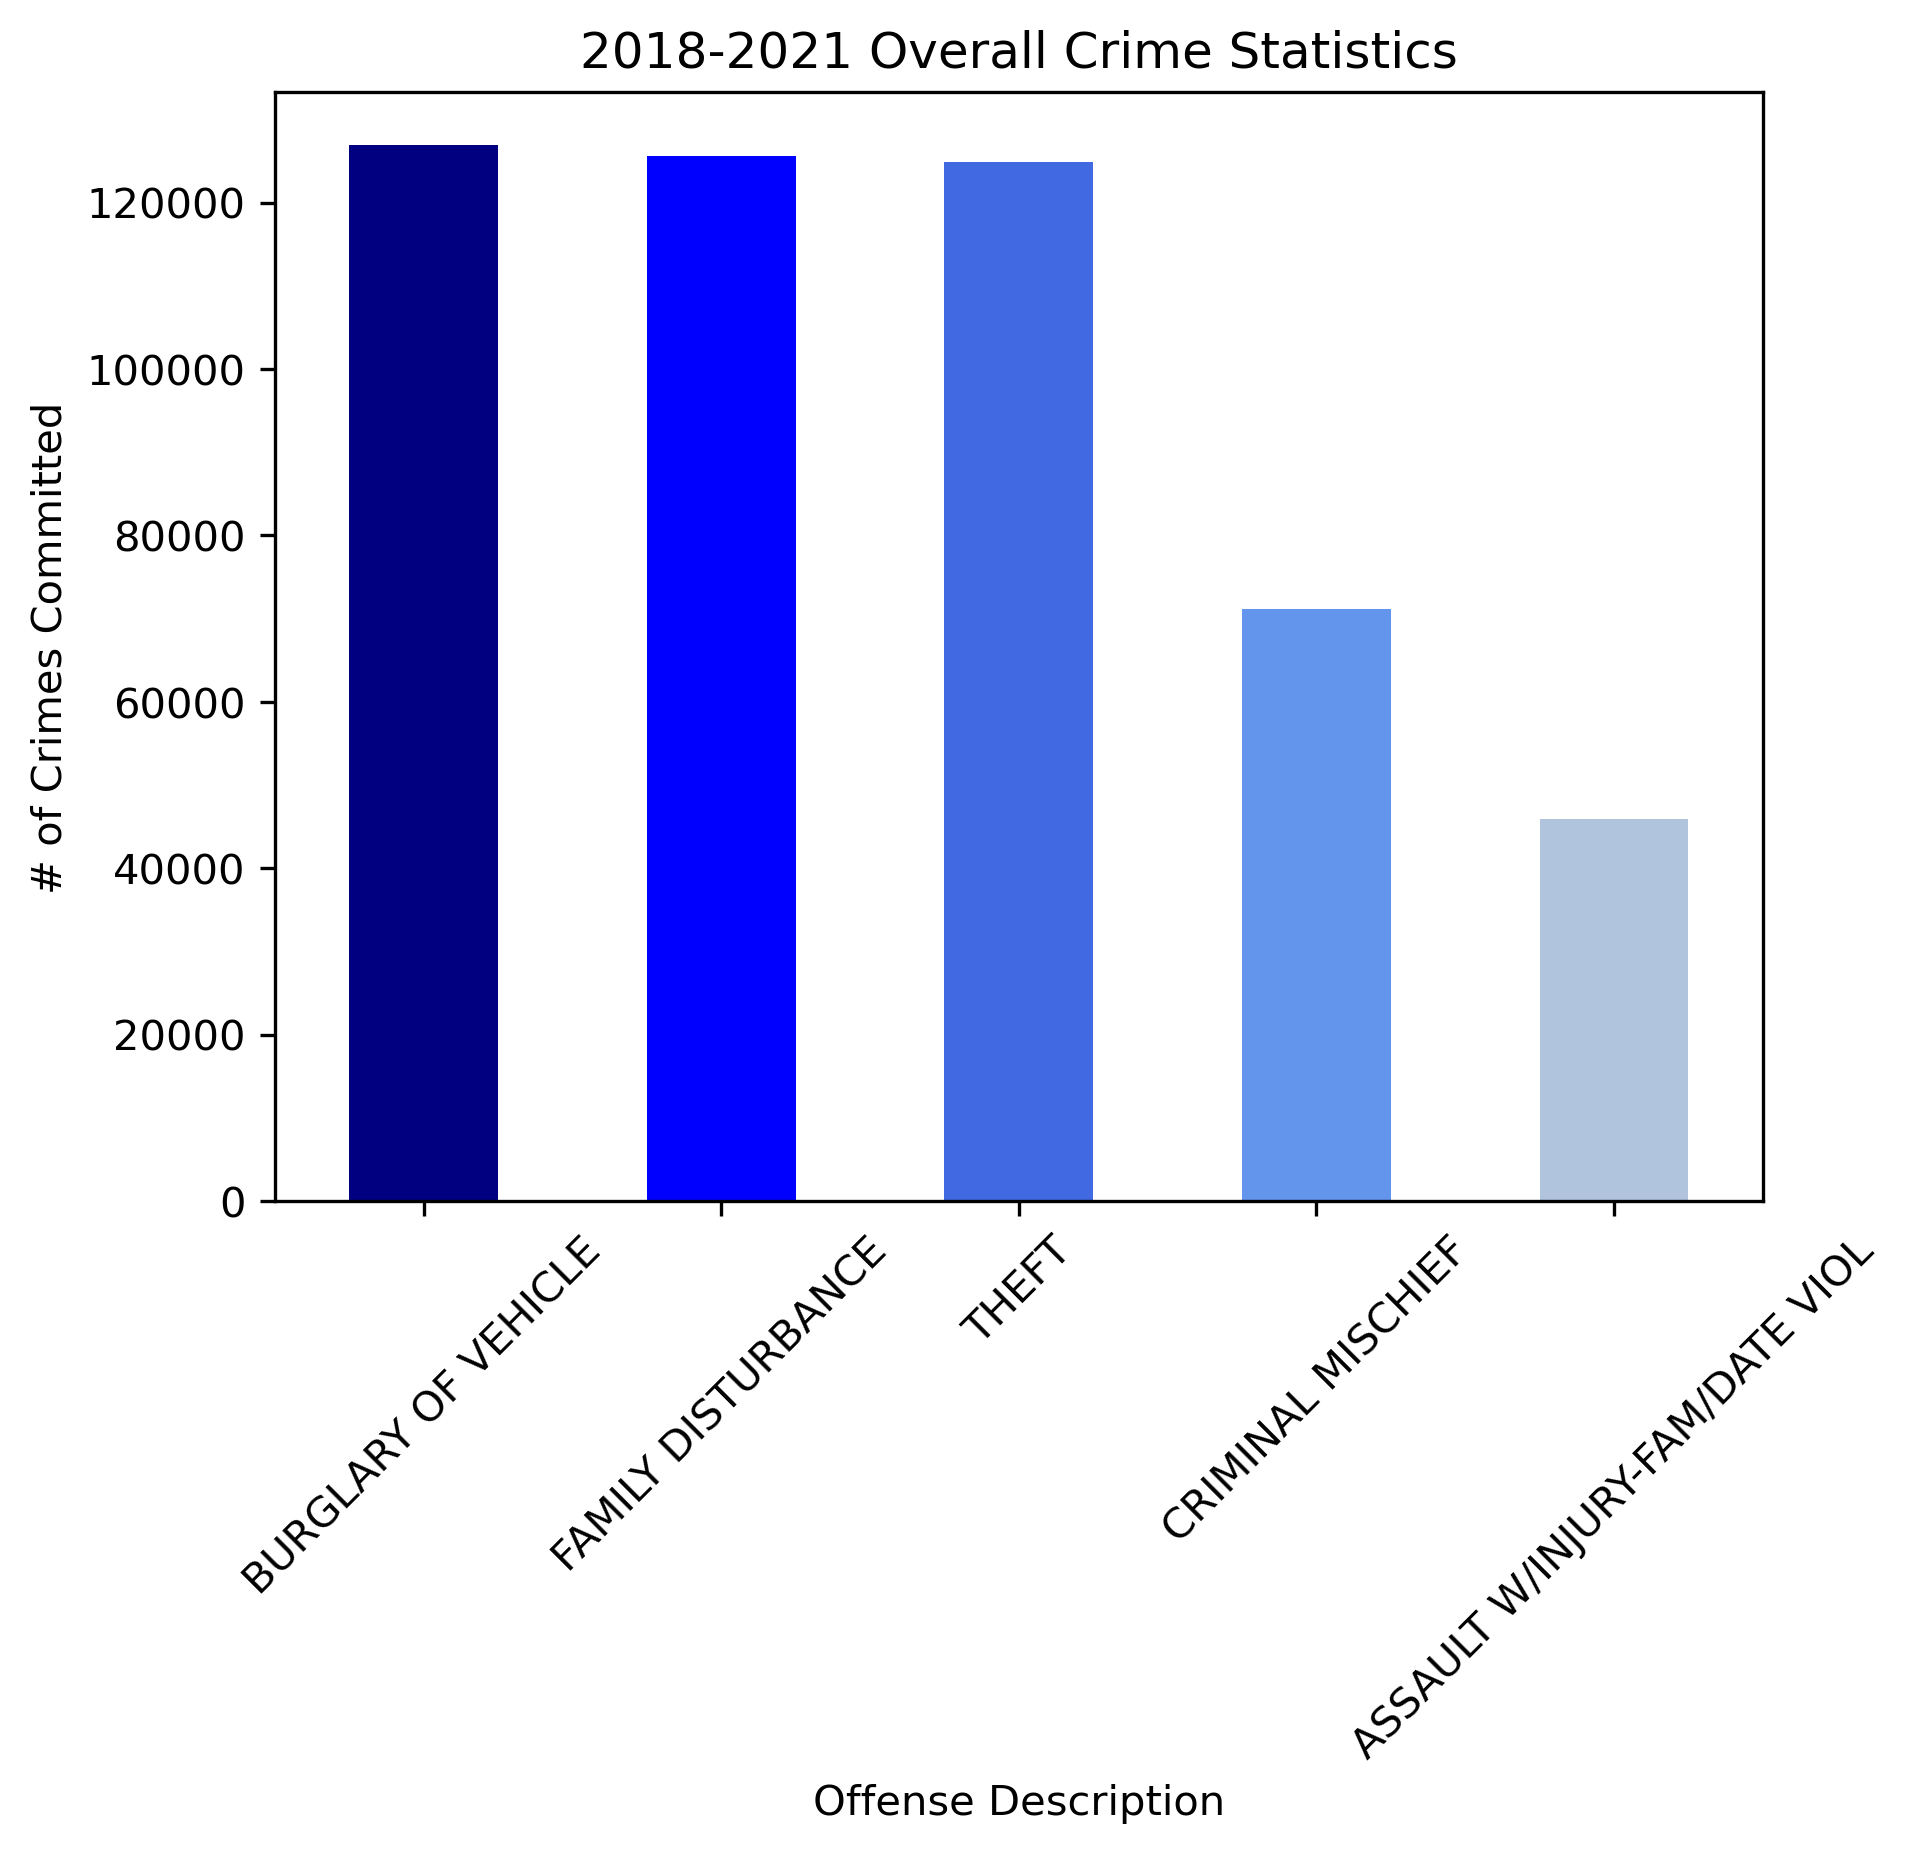 2018-2021 Overall Crime Statistics
# of Crimes Committed
120000
100000
80000
60000
40000
20000
0
BURGLARY OF VEHICLE
FAMILY DISTURBANCE
THEFT
CRIMINAL MISCHIEF
ASSAULT W/INJURY-FAM/DATE VIOL
Offense Description